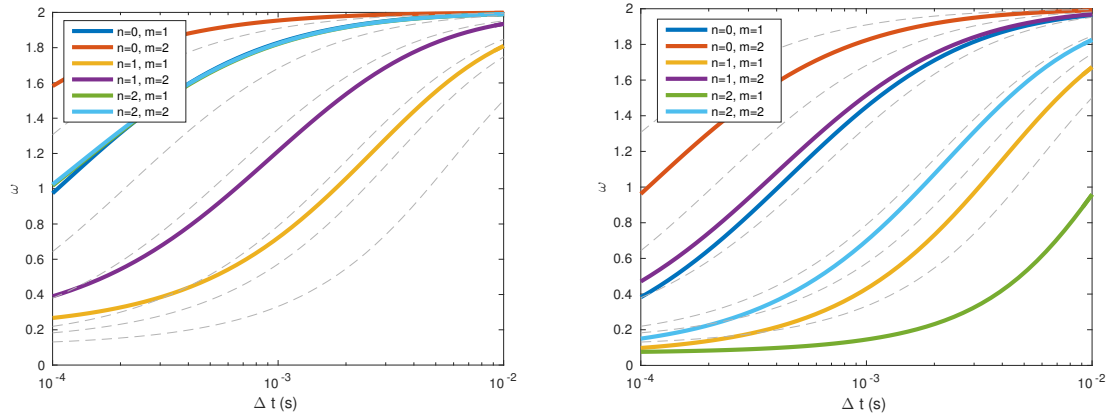 2
1.8
1.6
1.4
1.2
1
0.8
0.6
0.4
0.2
0
ω
n=0, m=1
n=0, m=2
n=1, m=1
n=1, m=2
n=2, m=1
n=2, m=2
10⁻⁴ 10⁻³ 10⁻²
Δ t (s)
2
1.8
1.6
1.4
1.2
1
0.8
0.6
0.4
0.2
0
ω
n=0, m=1
n=0, m=2
n=1, m=1
n=1, m=2
n=2, m=1
n=2, m=2
10⁻⁴ 10⁻³ 10⁻²
Δ t (s)